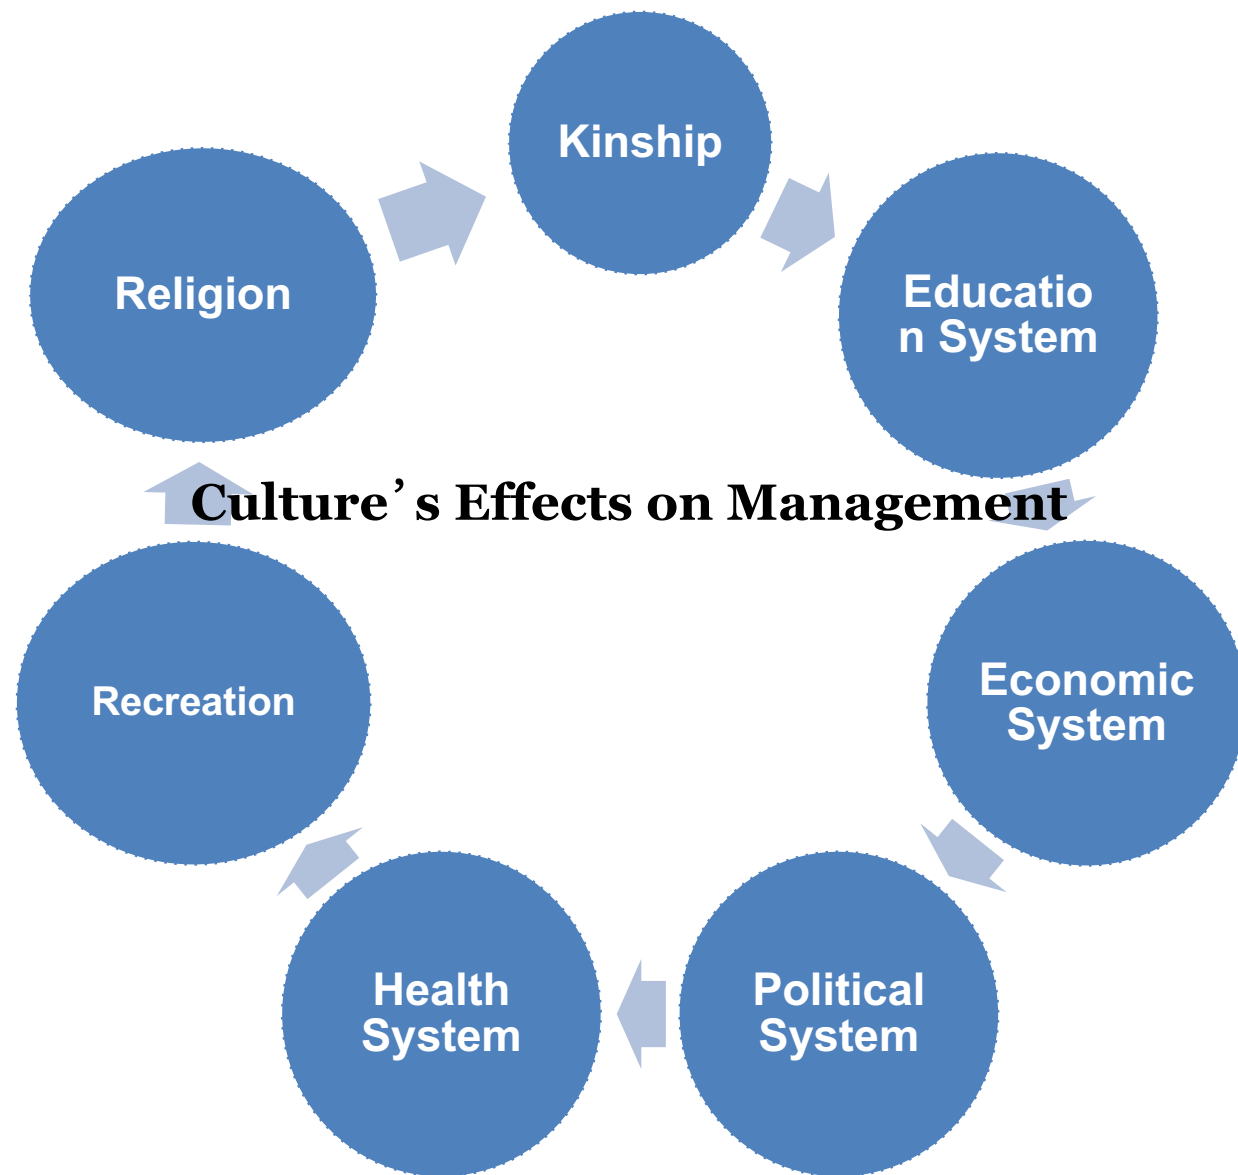 Kinship
Educatio
n System
Religion
Culture’s Effects on Management
Economic
System
Recreation
Political
System
Health
System